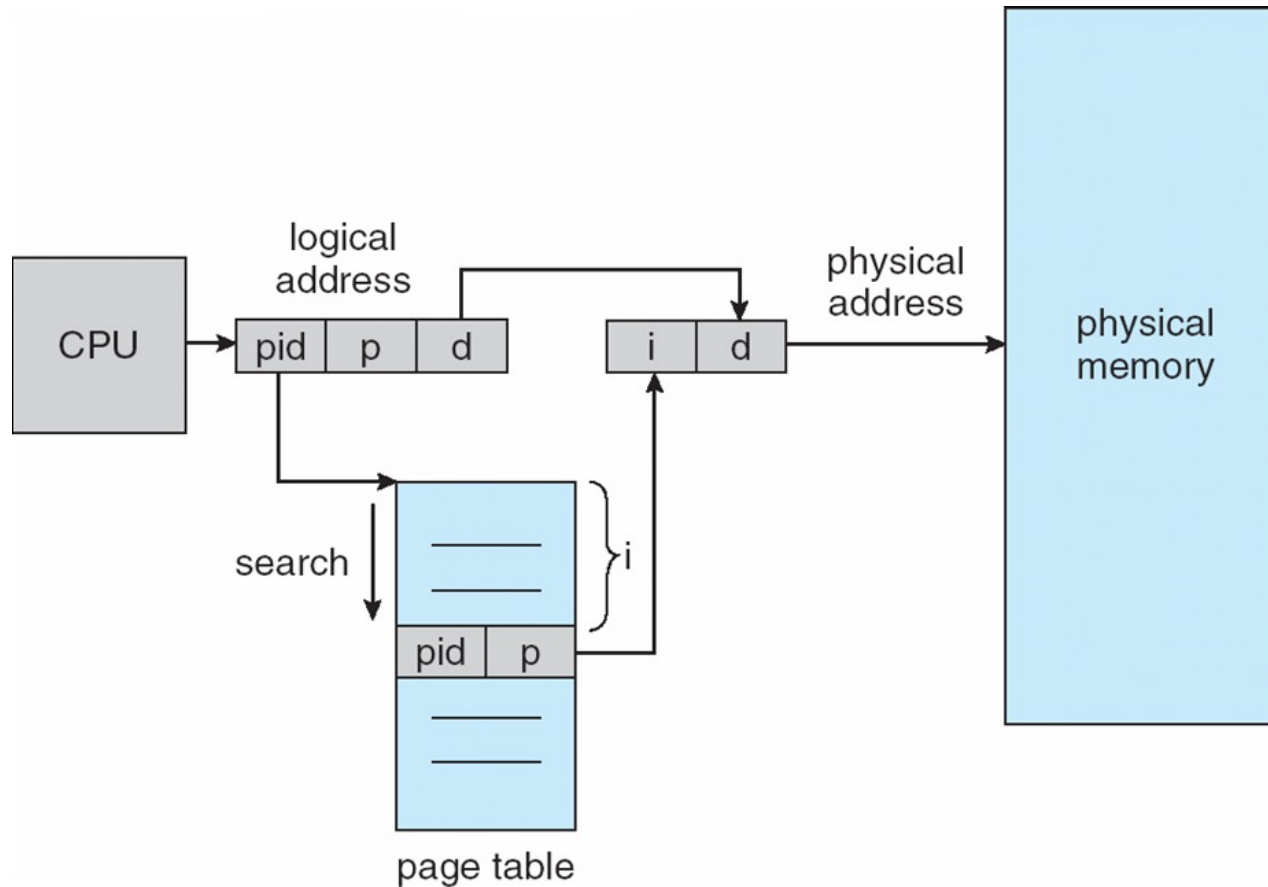 logical
address
CPU
pid
p
d
i
d
physical
address
physical
memory
search
i
pid
p
page table